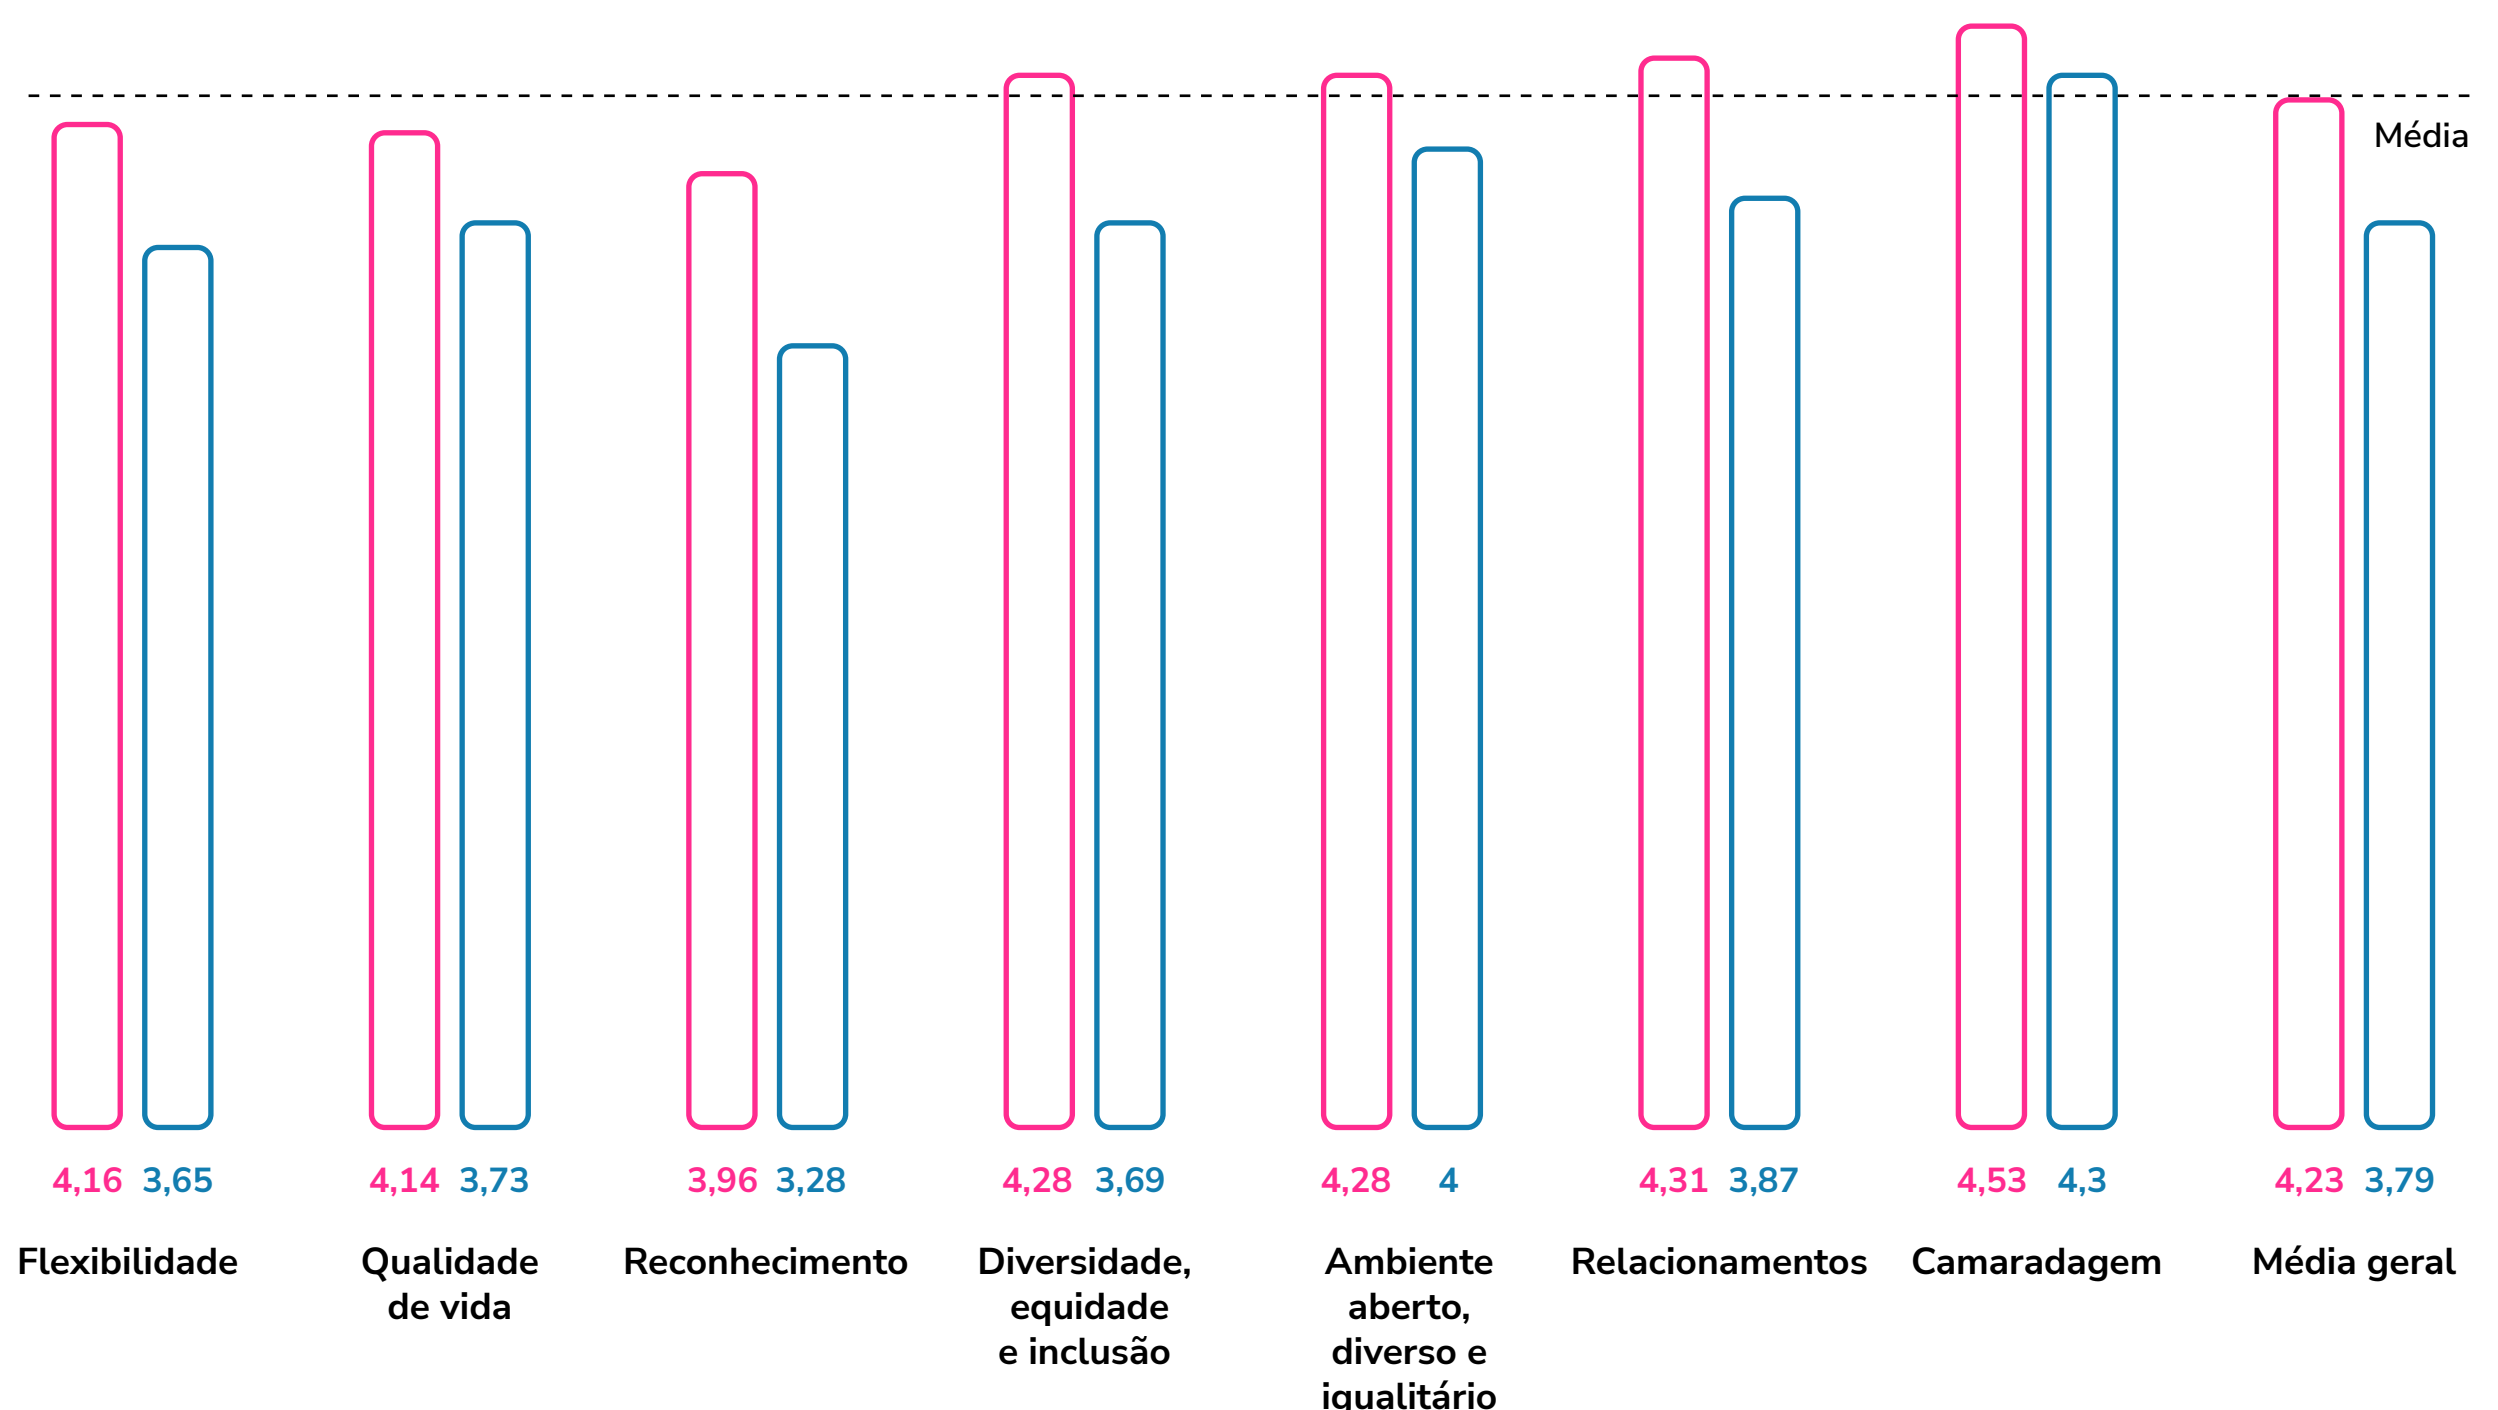 Média
4,16 3,65
4,14 3,73
3,96 3,28
4,28 3,69
4,28 4
4,31 3,87
4,53 4,3
4,23 3,79
Flexibilidade
Qualidade
de vida
Reconhecimento
Diversidade,
equidade
e inclusão
Ambiente
aberto,
diverso e
igualitário
Relacionamentos
Camaradagem
Média geral